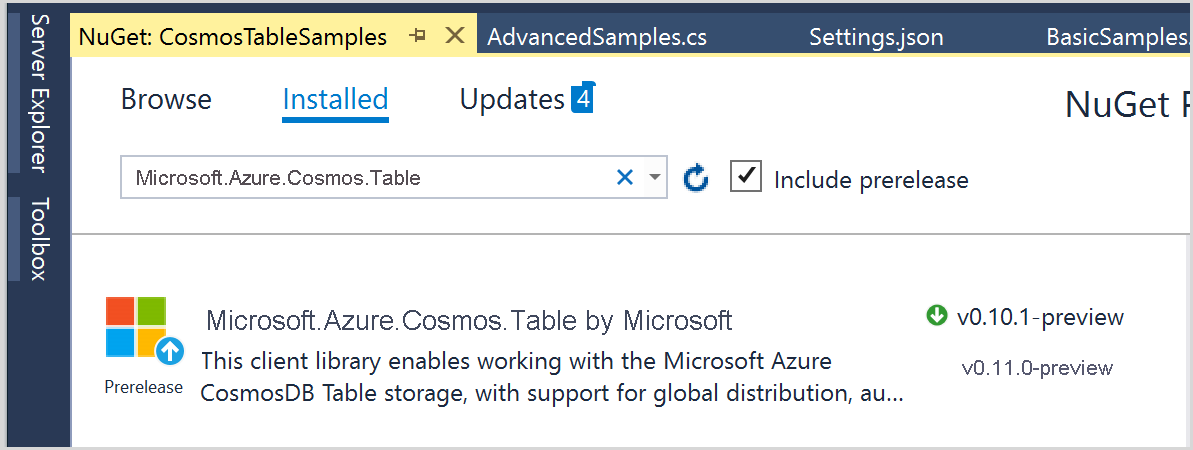 Server Explorer
Toolbox
NuGet: CosmosTableSamples
AdvancedSamples.cs
Settings.json
BasicSamples.
Browse
Installed
Updates 4
NuGet P
Microsoft.Azure.Cosmos.Table
Include prerelease
Microsoft.Azure.Cosmos.Table by Microsoft
v0.10.1-preview
This client library enables working with the Microsoft Azure
v0.11.0-preview
Prerelease
CosmosDB Table storage, with support for global distribution, au...